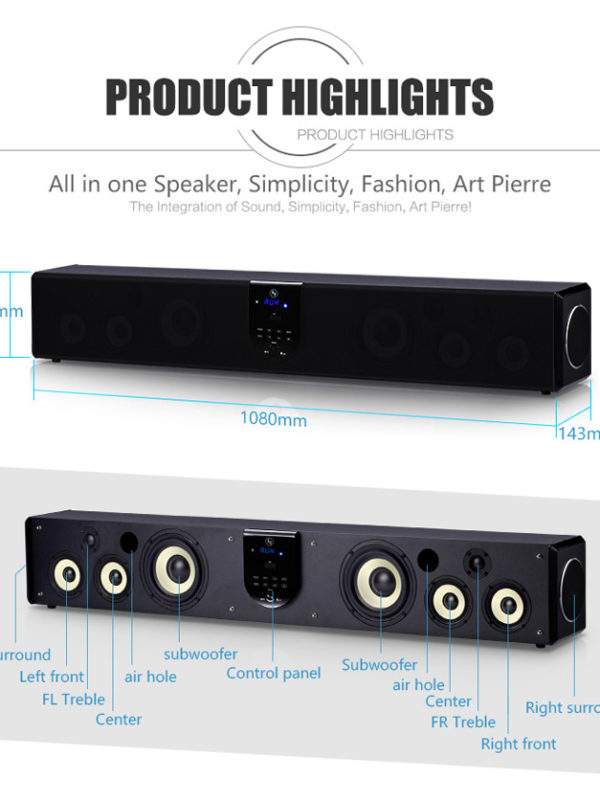 PRODUCT HIGHLIGHTS
PRODUCT HIGHLIGHTS
All in one Speaker, Simplicity, Fashion, Art Pierre
The Integration of Sound, Simplicity, Fashion, Art Pierre!
mm
AUX
1080mm
143m
AUX
urround
Left front
FL Treble
Center
air hole
subwoofer
Control panel
Subwoofer
air hole
Center
FR Treble
Right front
Right surro